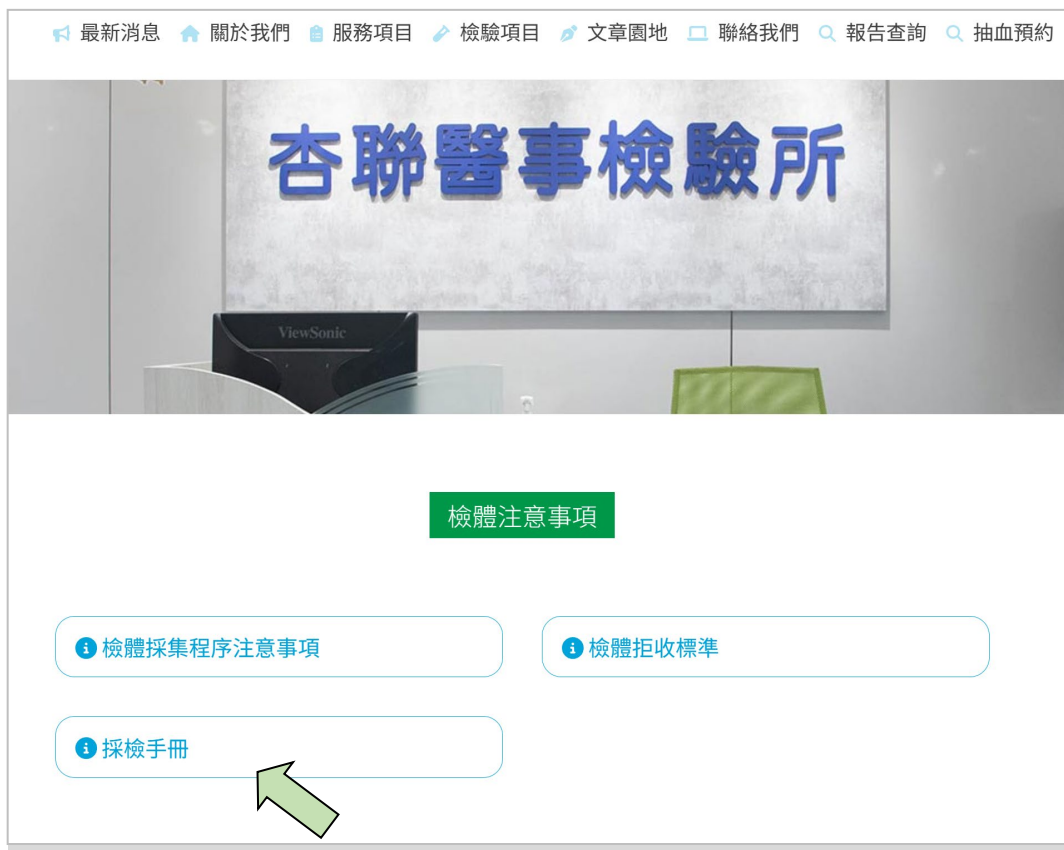 最新消息 關於我們 服務項目 檢驗項目 文章園地 聯絡我們 報告查詢 抽血預約
杏聯醫事檢驗所
ViewSonic
檢體注意事項
檢體採集程序注意事項 檢體拒收標準
採檢手冊